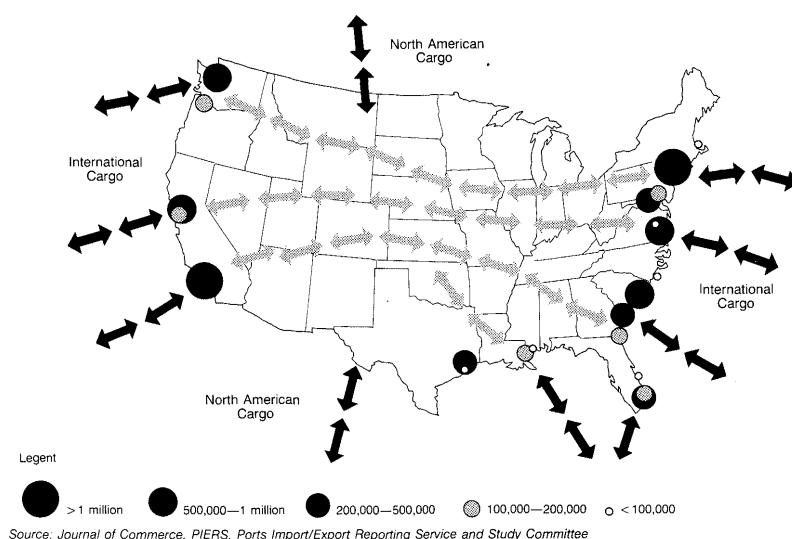 North American
Cargo
International
Cargo
International
Cargo
North American
Cargo
Legent
>1 million
500,000—1 million
200,000—500,000
100,000—200,000
<100,000
Source: Journal of Commerce, PIERS, Ports Import/Export Reporting Service and Study Committee